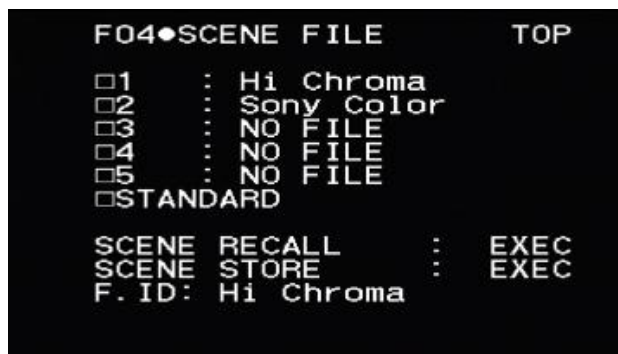 F04●SCENE FILE TOP
□1 : Hi Chroma
□2 : Sony Color
□3 : NO FILE
□4 : NO FILE
□5 : NO FILE
□STANDARD
SCENE RECALL : EXEC
SCENE STORE : EXEC
F.ID: Hi Chroma